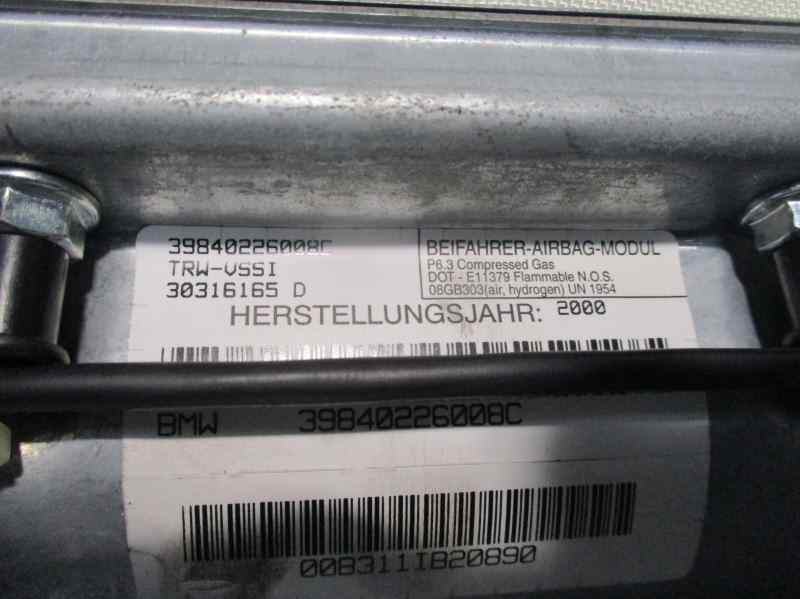 39840226008C
TRW-VSSI
30316165 D
BEIFAHRER-AIRBAG-MODUL
P6.3 Compressed Gas
DOT - E11379 Flammable N.O.S.
08GB303(air, hydrogen) UN 1954
HERSTELLUNGSJAHR: 2000
BMW 39840226008C
00B311IB20890